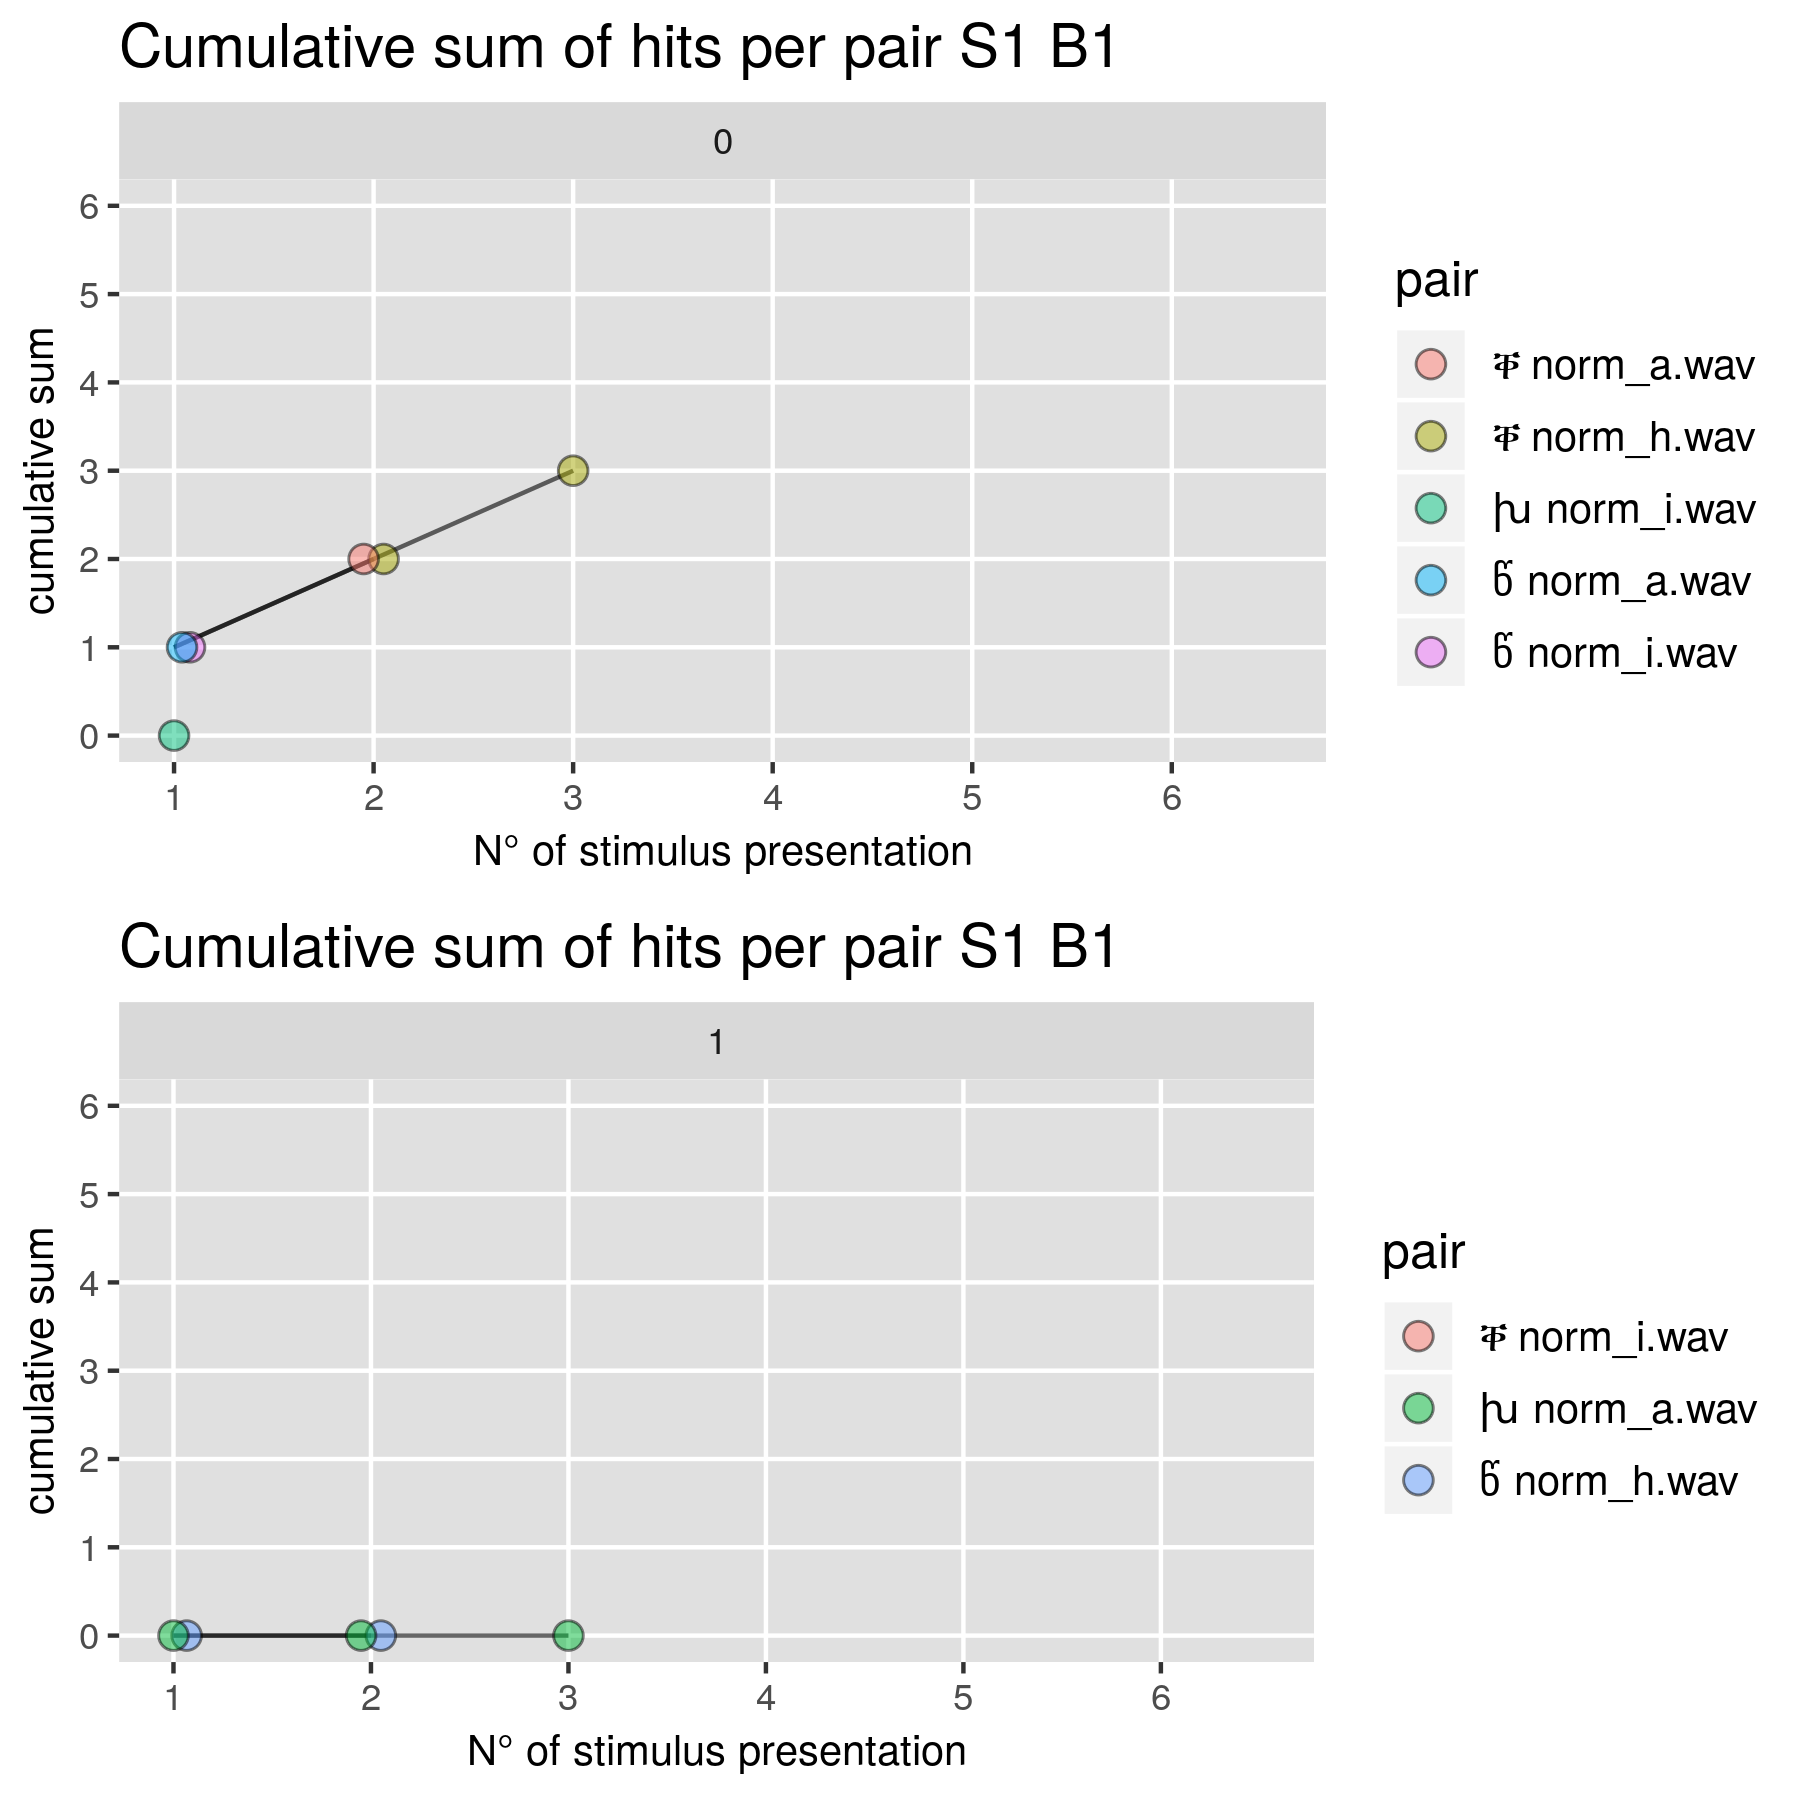 Cumulative sum of hits per pair S1 B1
0
6
5
4
3
2
1
0
cumulative sum
1 2 3 4 5 6
N° of stimulus presentation
pair
norm_a.wav
norm_h.wav
խ norm_i.wav
norm_a.wav
norm_i.wav
Cumulative sum of hits per pair S1 B1
1
6
5
4
3
2
1
0
cumulative sum
1 2 3 4 5 6
N° of stimulus presentation
pair
norm_i.wav
խ norm_a.wav
norm_h.wav